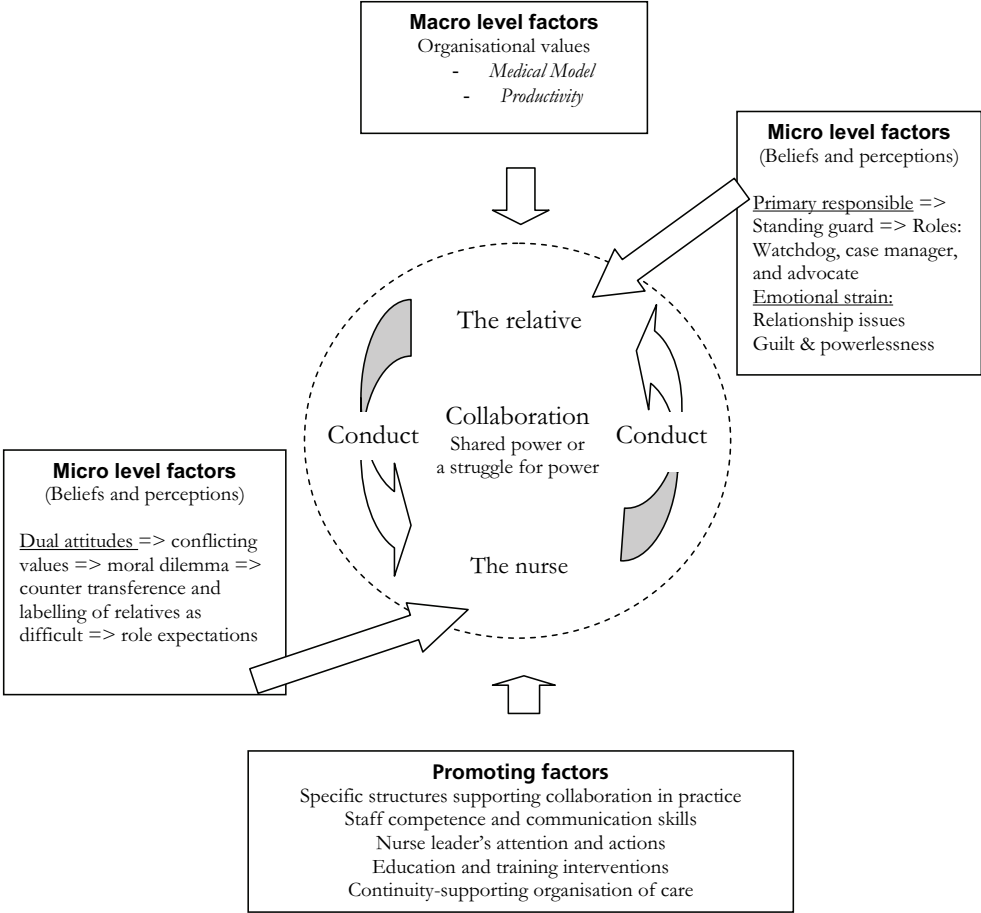 Macro level factors
Organisational values
- Medical Model
- Productivity
Micro level factors
(Beliefs and perceptions)
Primary responsible =>
Standing guard => Roles:
Watchdog, case manager,
and advocate
Emotional strain:
Relationship issues
Guilt & powerlessness
The relative
Collaboration
Shared power or
a struggle for power
Conduct
Conduct
The nurse
Micro level factors
(Beliefs and perceptions)
Dual attitudes => conflicting
values => moral dilemma =>
counter transference and
labelling of relatives as
difficult => role expectations
Promoting factors
Specific structures supporting collaboration in practice
Staff competence and communication skills
Nurse leader's attention and actions
Education and training interventions
Continuity-supporting organisation of care